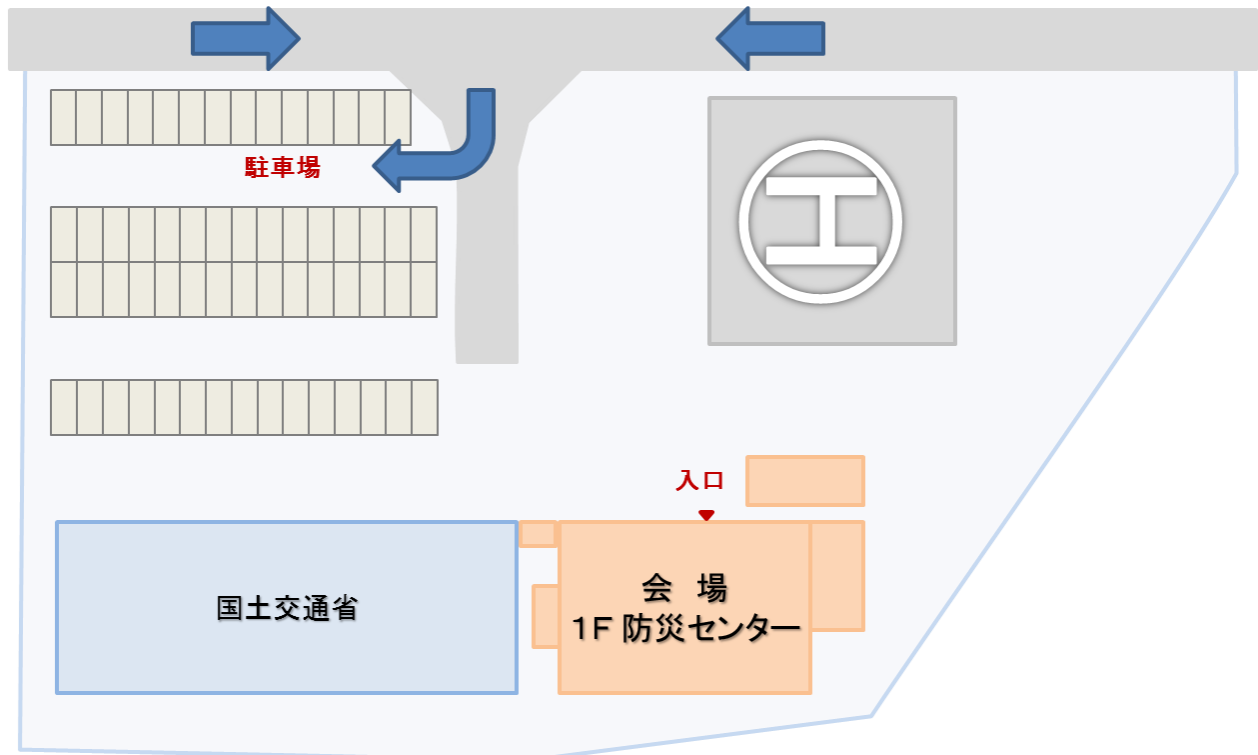 駐車場
H
入口
国土交通省
会　場
１Ｆ 防災センター